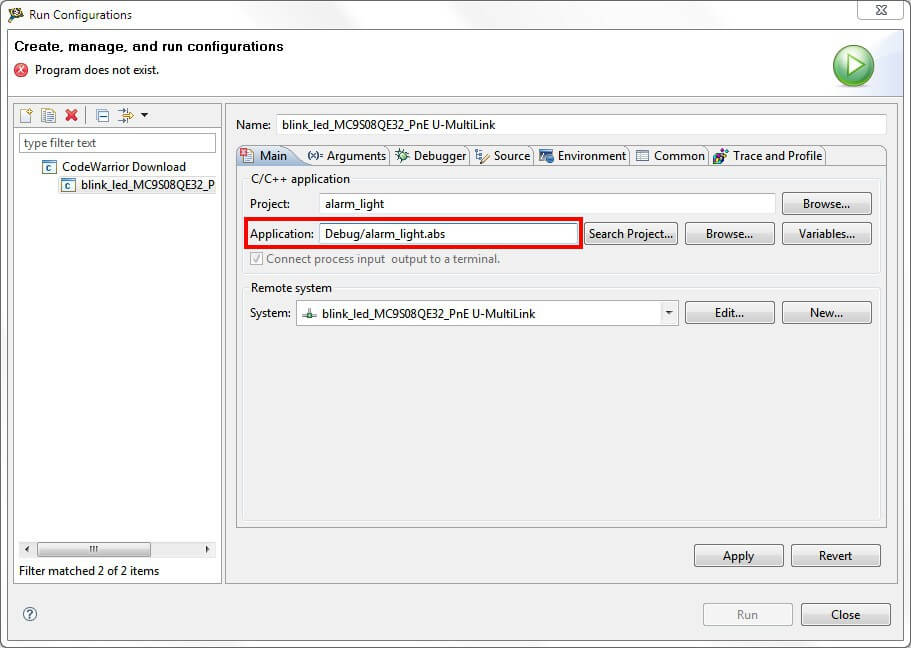 Run Configurations
Create, manage, and run configurations
Program does not exist.
type filter text
CodeWarrior Download
blink_led_MC9S08QE32_P
Filter matched 2 of 2 items
Name: blink_led_MC9S08QE32_PnE U-MultiLink
Main (x)= Arguments Debugger Source Environment Common Trace and Profile
C/C++ application
Project: alarm_light Browse...
Application: Debug/alarm_light.abs Search Project... Browse... Variables...
Connect process input output to a terminal.
Remote system
System: blink_led_MC9S08QE32_PnE U-MultiLink Edit... New...
Apply Revert
Run Close